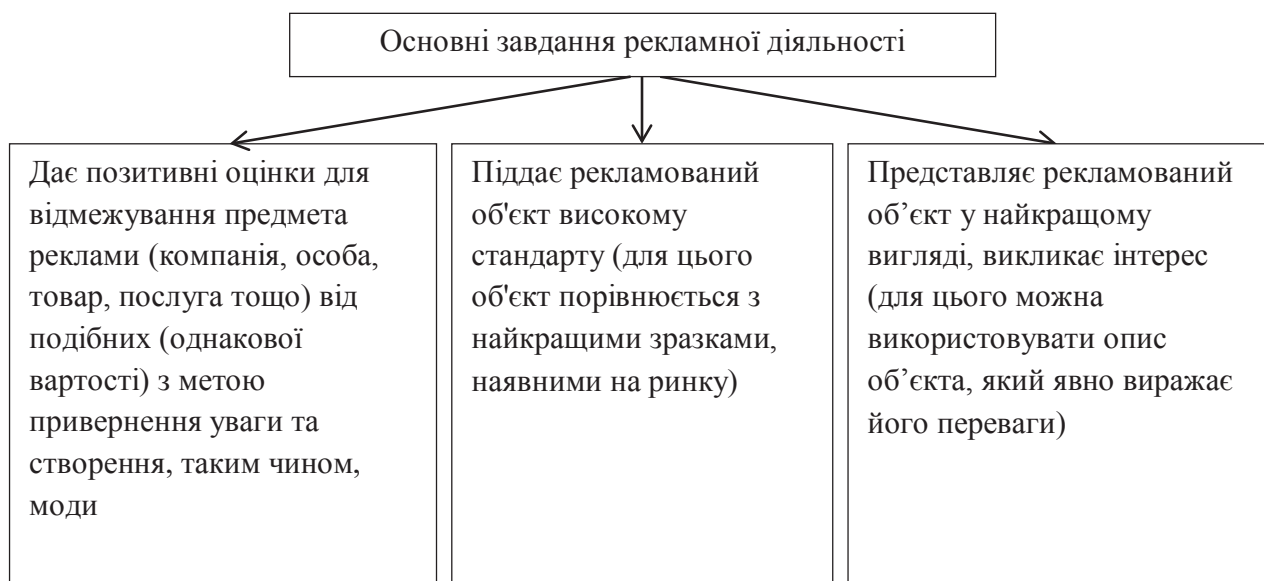 Основні завдання рекламної діяльності
Дає позитивні оцінки для
відмежування предмета
реклами (компанія, особа,
товар, послуга тощо) від
подібних (однакової
вартості) з метою
привернення уваги та
створення, таким чином,
моди
Піддає рекламований
об'єкт високому
стандарту (для цього
об'єкт порівнюється з
найкращими зразками,
наявними на ринку)
Представляє рекламований
об’єкт у найкращому
вигляді, викликає інтерес
(для цього можна
використовувати опис
об’єкта, який явно виражає
його переваги)